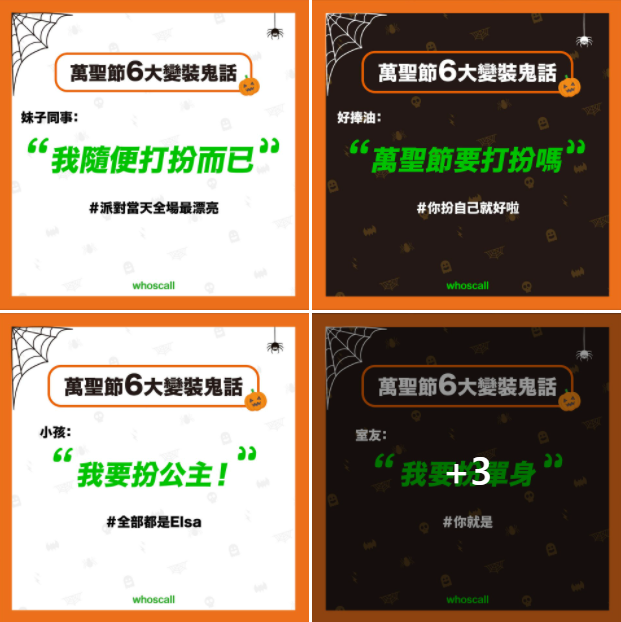 萬聖節6大變裝鬼話
妹子同事：
“我隨便打扮而已”
#派對當天全場最漂亮
whoscall
萬聖節6大變裝鬼話
好捧油：
“萬聖節要打扮嗎”
#你扮自己就好啦
whoscall
萬聖節6大變裝鬼話
小孩：
“我要扮公主！”
#全部都是Elsa
whoscall
萬聖節6大變裝鬼話
室友：
“我要扮單身”
+3
#你就是
whoscall